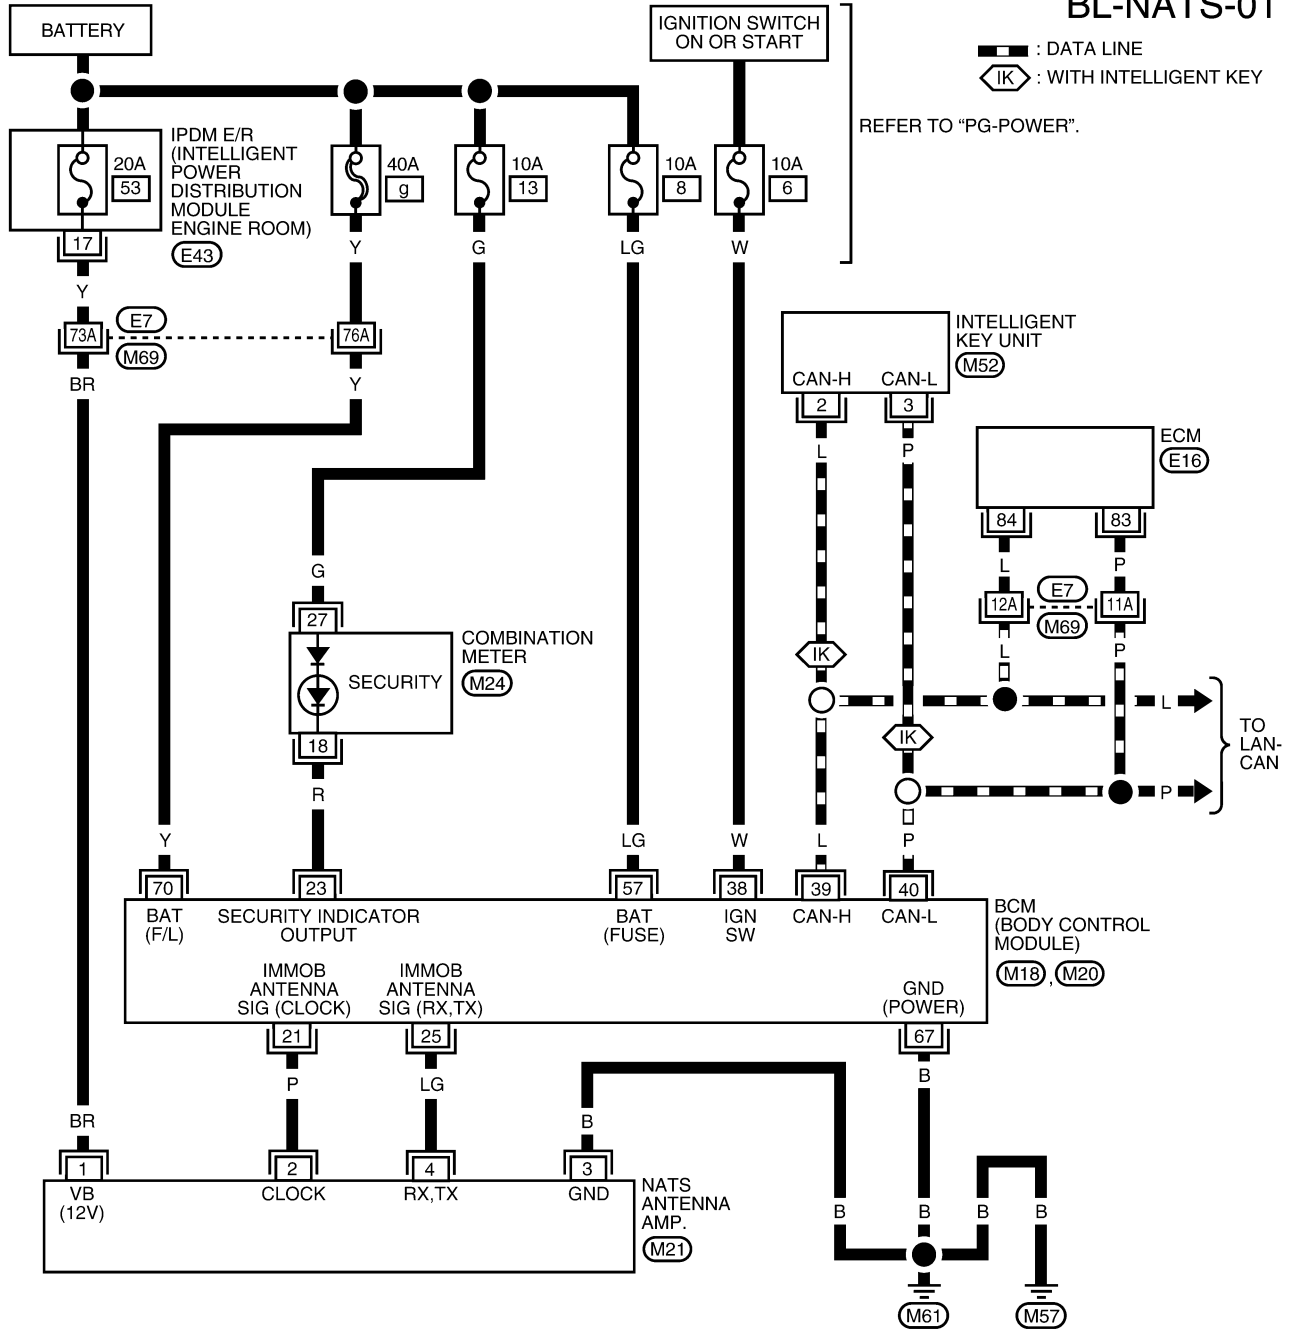 BL-NATS-01
BATTERY
IGNITION SWITCH
ON OR START
: DATA LINE
IK : WITH INTELLIGENT KEY
REFER TO “PG-POWER”.
IPDM E/R
(INTELLIGENT
POWER
DISTRIBUTION
MODULE
ENGINE ROOM)
E43
20A
53
40A
g
10A
13
10A
8
10A
6
17
Y
G
LG
W
Y
E7
73A
76A
M69
BR
Y
INTELLIGENT
KEY UNIT
M52
CAN-H
CAN-L
2
3
L
P
ECM
E16
84
83
L
P
E7
12A
11A
M69
L
P
G
27
COMBINATION
METER
M24
SECURITY
18
R
IK
L
IK
P
TO
LAN-
CAN
Y
LG
W
L
P
70
23
57
38
39
40
BAT
(F/L)
SECURITY INDICATOR
OUTPUT
BAT
(FUSE)
IGN
SW
CAN-H
CAN-L
BCM
(BODY CONTROL
MODULE)
M18 , M20
IMMOB
ANTENNA
SIG (CLOCK)
IMMOB
ANTENNA
SIG (RX,TX)
GND
(POWER)
21
25
67
P
LG
B
BR
B
1
2
4
3
VB
(12V)
CLOCK
RX,TX
GND
NATS
ANTENNA
AMP.
M21
B
B
B
B
M61
M57